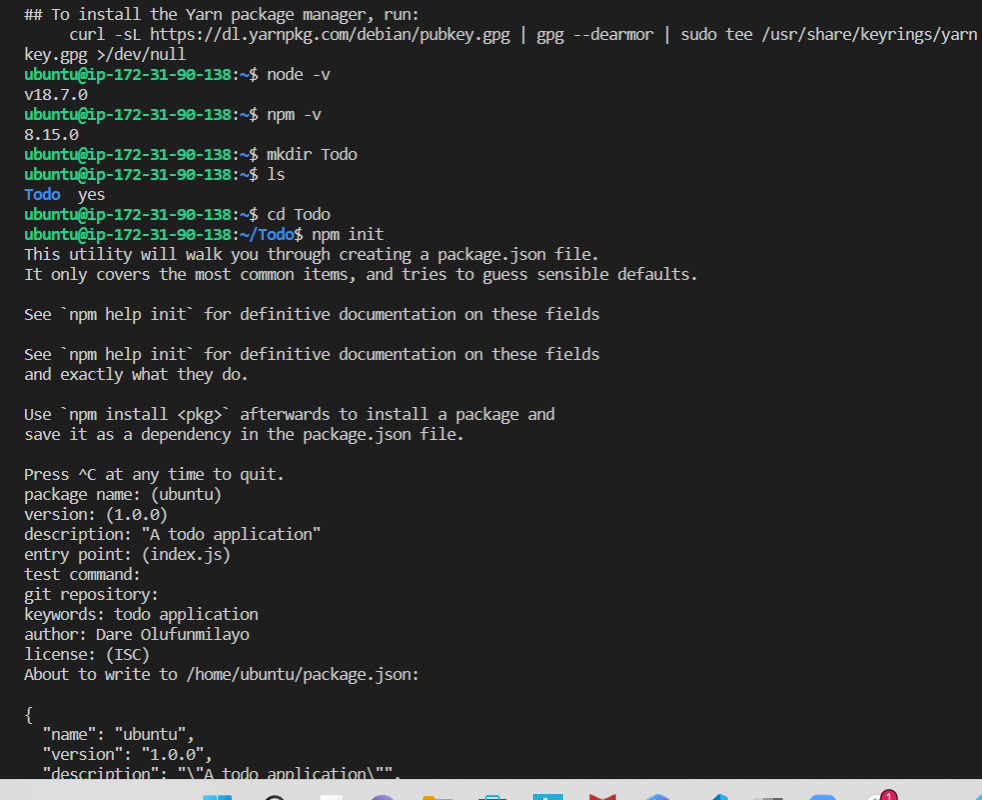 ## To install the Yarn package manager, run:
     curl -sL https://dl.yarnpkg.com/debian/pubkey.gpg | gpg --dearmor | sudo tee /usr/share/keyrings/yarn
key.gpg >/dev/null
ubuntu@ip-172-31-90-138:~$ node -v
v18.7.0
ubuntu@ip-172-31-90-138:~$ npm -v
8.15.0
ubuntu@ip-172-31-90-138:~$ mkdir Todo
ubuntu@ip-172-31-90-138:~$ ls
Todo  yes
ubuntu@ip-172-31-90-138:~$ cd Todo
ubuntu@ip-172-31-90-138:~/Todo$ npm init
This utility will walk you through creating a package.json file.
It only covers the most common items, and tries to guess sensible defaults.

See `npm help init` for definitive documentation on these fields

See `npm help init` for definitive documentation on these fields
and exactly what they do.

Use `npm install <pkg>` afterwards to install a package and
save it as a dependency in the package.json file.

Press ^C at any time to quit.
package name: (ubuntu)
version: (1.0.0)
description: "A todo application"
entry point: (index.js)
test command:
git repository:
keywords: todo application
author: Dare Olufunmilayo
license: (ISC)
About to write to /home/ubuntu/package.json:

{
  "name": "ubuntu",
  "version": "1.0.0",
  "description": "\"A todo application\"",
1